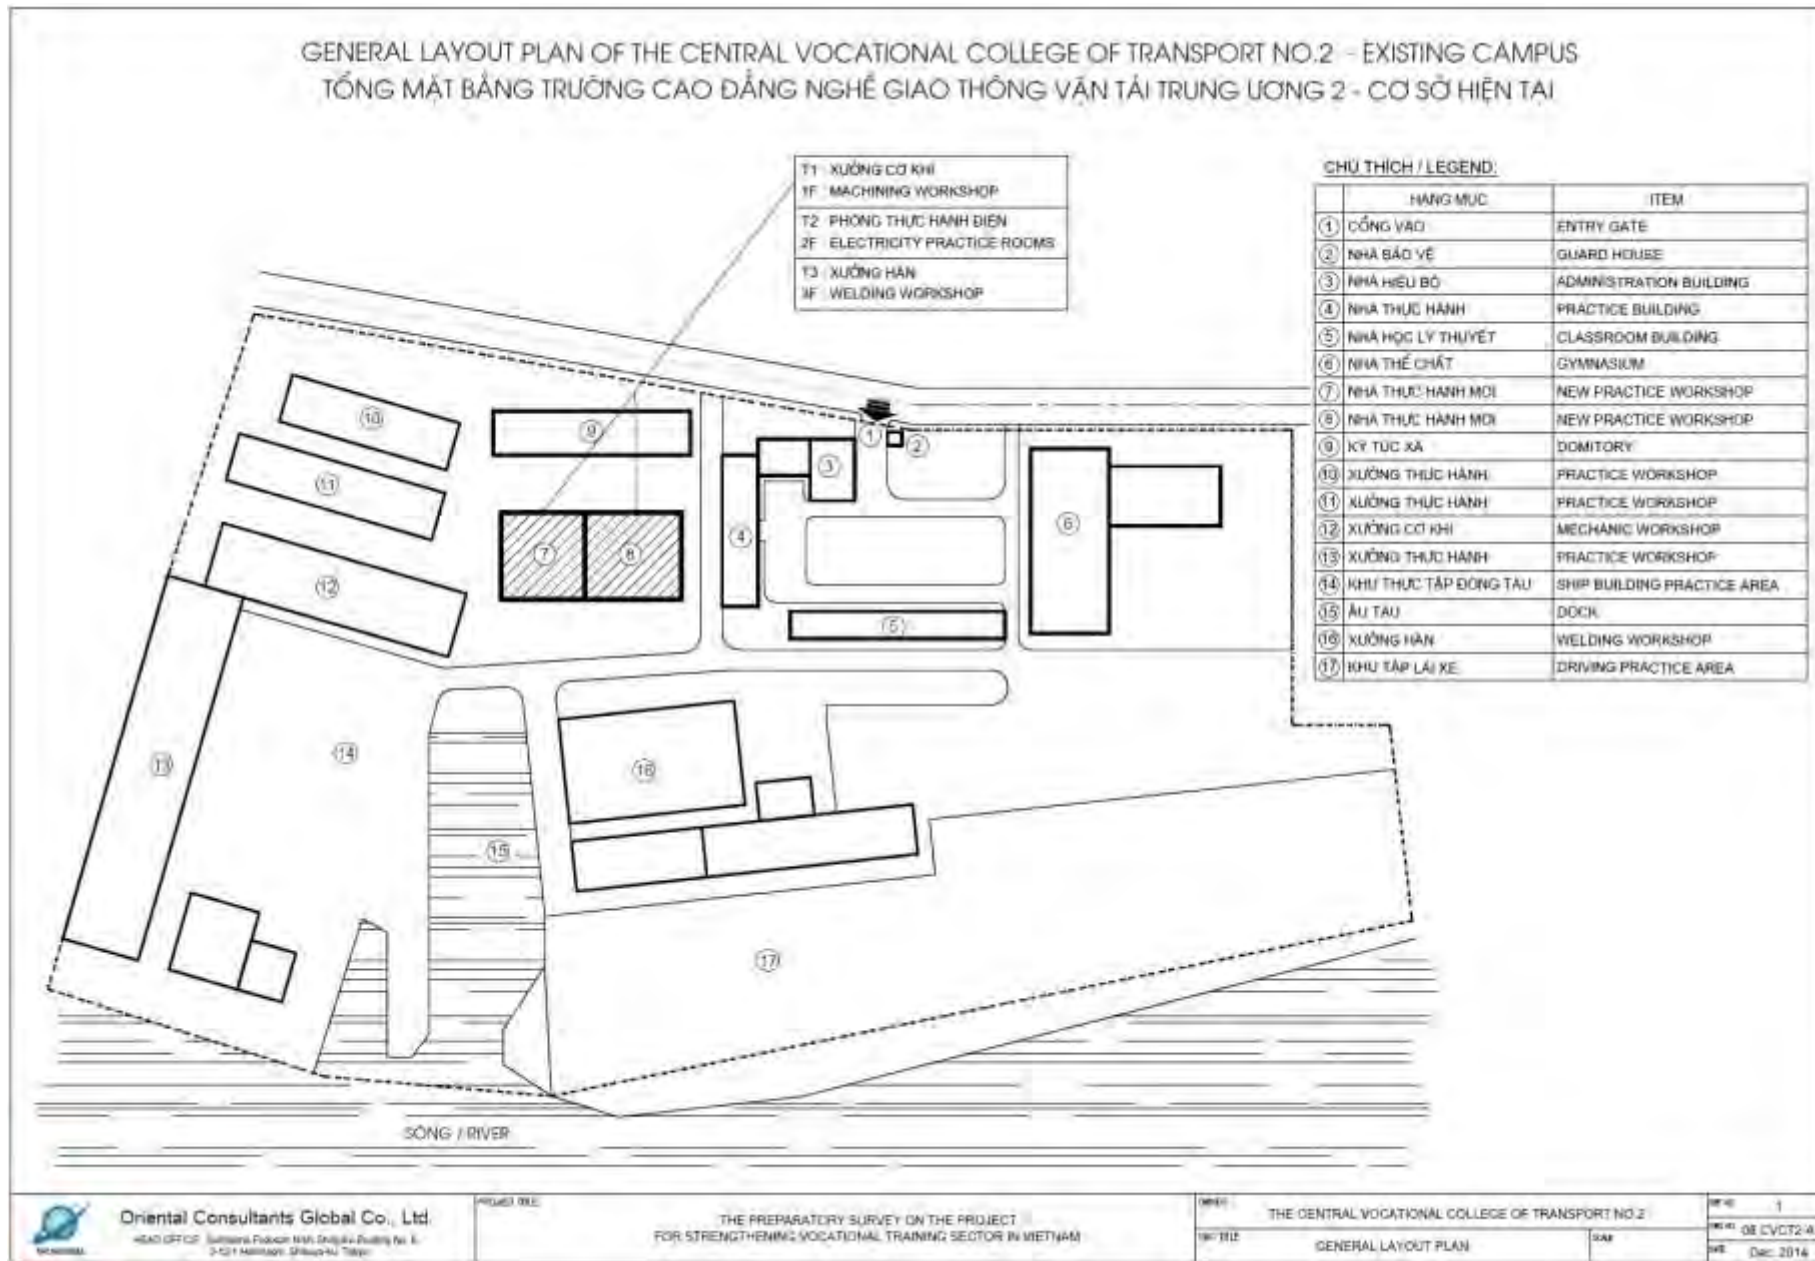 GENERAL LAYOUT PLAN OF THE CENTRAL VOCATIONAL COLLEGE OF TRANSPORT NO.2 - EXISTING CAMPUS
TỔNG MẶT BẰNG TRƯỜNG CAO ĐẲNG NGHỀ GIAO THÔNG VẬN TẢI TRUNG ƯƠNG 2 - CƠ SỞ HIỆN TẠI
T1 XƯỞNG CƠ KHÍ
1F MACHINING WORKSHOP
T2 PHÒNG THỰC HÀNH ĐIỆN
2F ELECTRICITY PRACTICE ROOMS
T3 XƯỞNG HÀN
3F WELDING WORKSHOP
CHÚ THÍCH / LEGEND:
HẠNG MỤC ITEM
1 CỔNG VÀO ENTRY GATE
2 NHÀ BẢO VỆ GUARD HOUSE
3 NHÀ HIỆU BỘ ADMINISTRATION BUILDING
4 NHÀ THỰC HÀNH PRACTICE BUILDING
5 NHÀ HỌC LÝ THUYẾT CLASSROOM BUILDING
6 NHÀ THỂ CHẤT GYMNASIUM
7 NHÀ THỰC HÀNH MỚI NEW PRACTICE WORKSHOP
8 NHÀ THỰC HÀNH MỚI NEW PRACTICE WORKSHOP
9 KÝ TÚC XÁ DOMITORY
10 XƯỞNG THỰC HÀNH PRACTICE WORKSHOP
11 XƯỞNG THỰC HÀNH PRACTICE WORKSHOP
12 XƯỞNG CƠ KHÍ MECHANIC WORKSHOP
13 XƯỞNG THỰC HÀNH PRACTICE WORKSHOP
14 KHU THỰC TẬP ĐÓNG TÀU SHIP BUILDING PRACTICE AREA
15 ÂU TÀU DOCK
16 XƯỞNG HÀN WELDING WORKSHOP
17 KHU TẬP LÁI XE DRIVING PRACTICE AREA
10
9
1
2
3
11
4
6
7
8
12
5
13
14
16
15
17
SÔNG / RIVER
Oriental Consultants Global Co., Ltd.
HEAD OFFICE
PROJECT TITLE
THE PREPARATORY SURVEY ON THE PROJECT
FOR STRENGTHENING VOCATIONAL TRAINING SECTOR IN VIETNAM
THE CENTRAL VOCATIONAL COLLEGE OF TRANSPORT NO.2
GENERAL LAYOUT PLAN
SCALE
1
08 CVCT2-A
DATE Dec. 2014